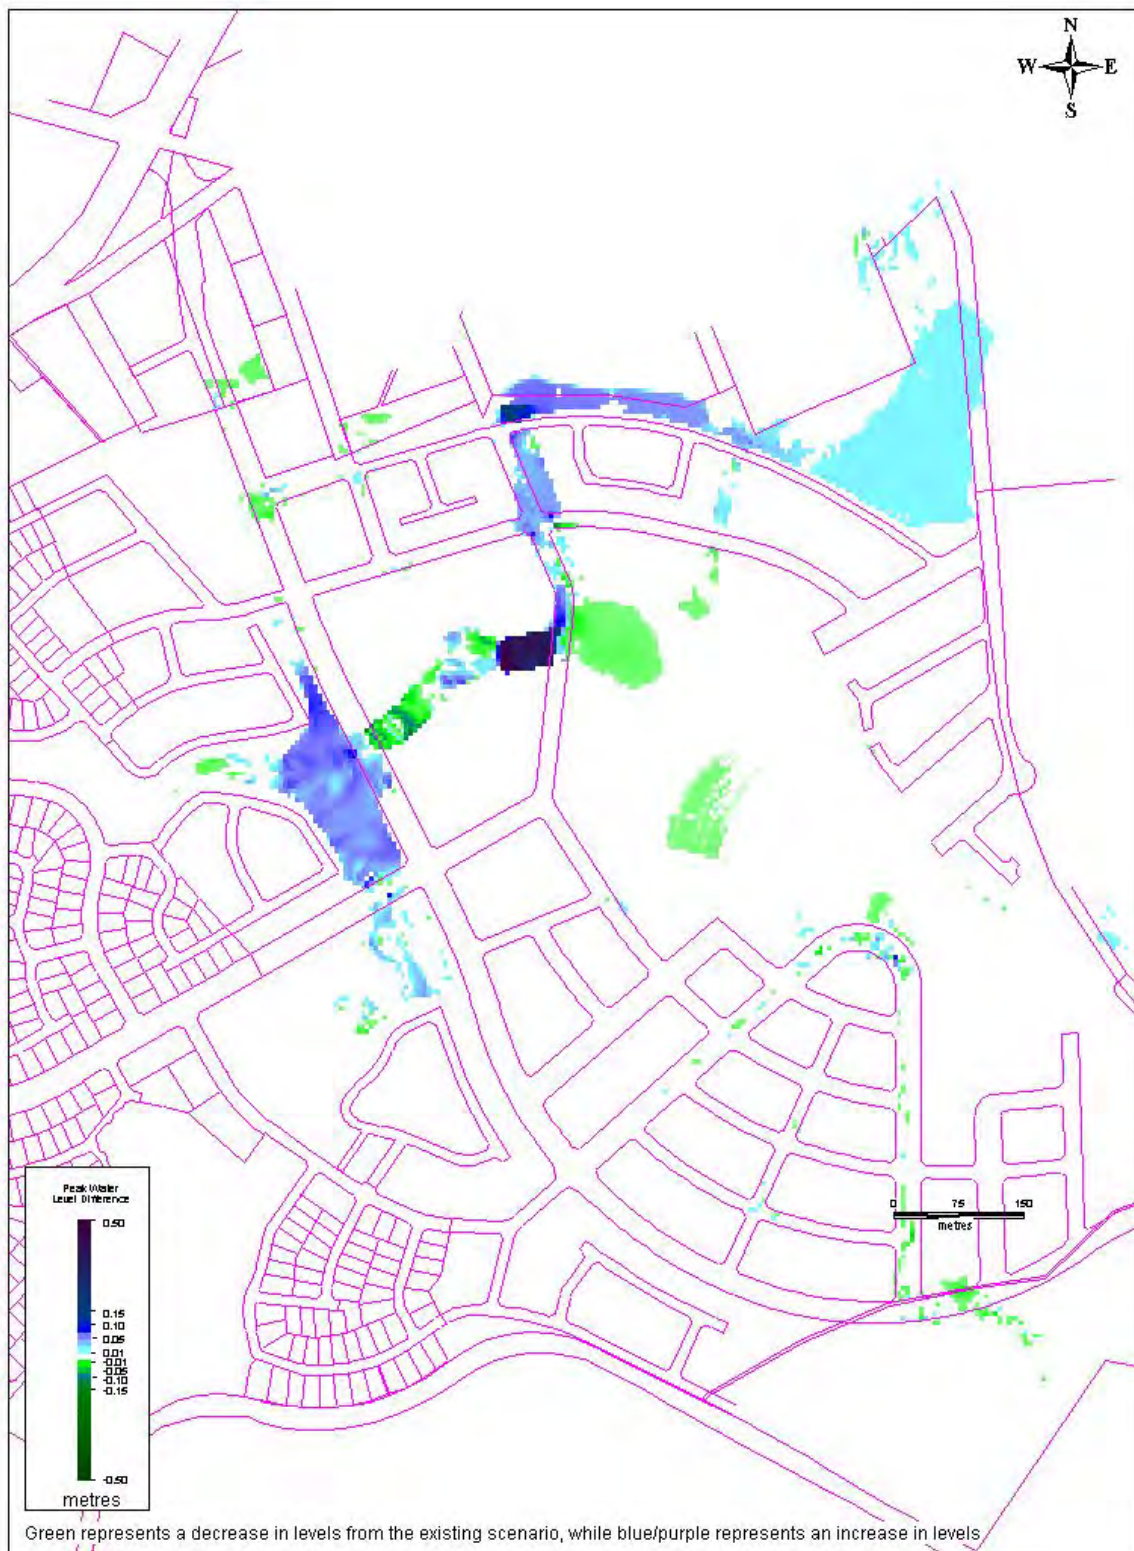 N
W E
S
Peak Water
Level Difference
0.50
0.15
0.10
0.05
0.01
-0.01
-0.05
-0.10
-0.15
-0.50
metres
0 75 150
metres
Green represents a decrease in levels from the existing scenario, while blue/purple represents an increase in levels